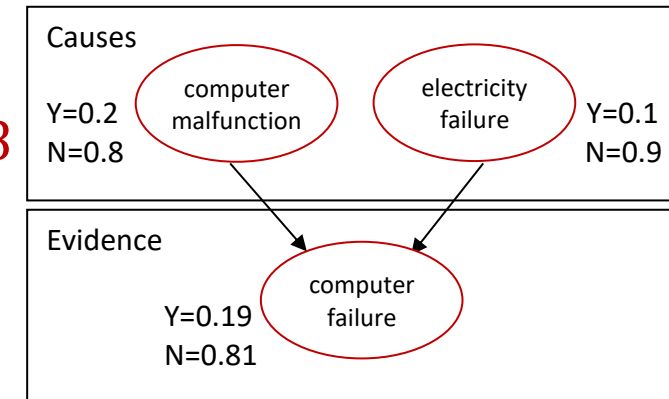 Causes
computer
malfunction
electricity
failure
Y=0.2
N=0.8
Y=0.1
N=0.9
3
Evidence
computer
failure
Y=0.19
N=0.81